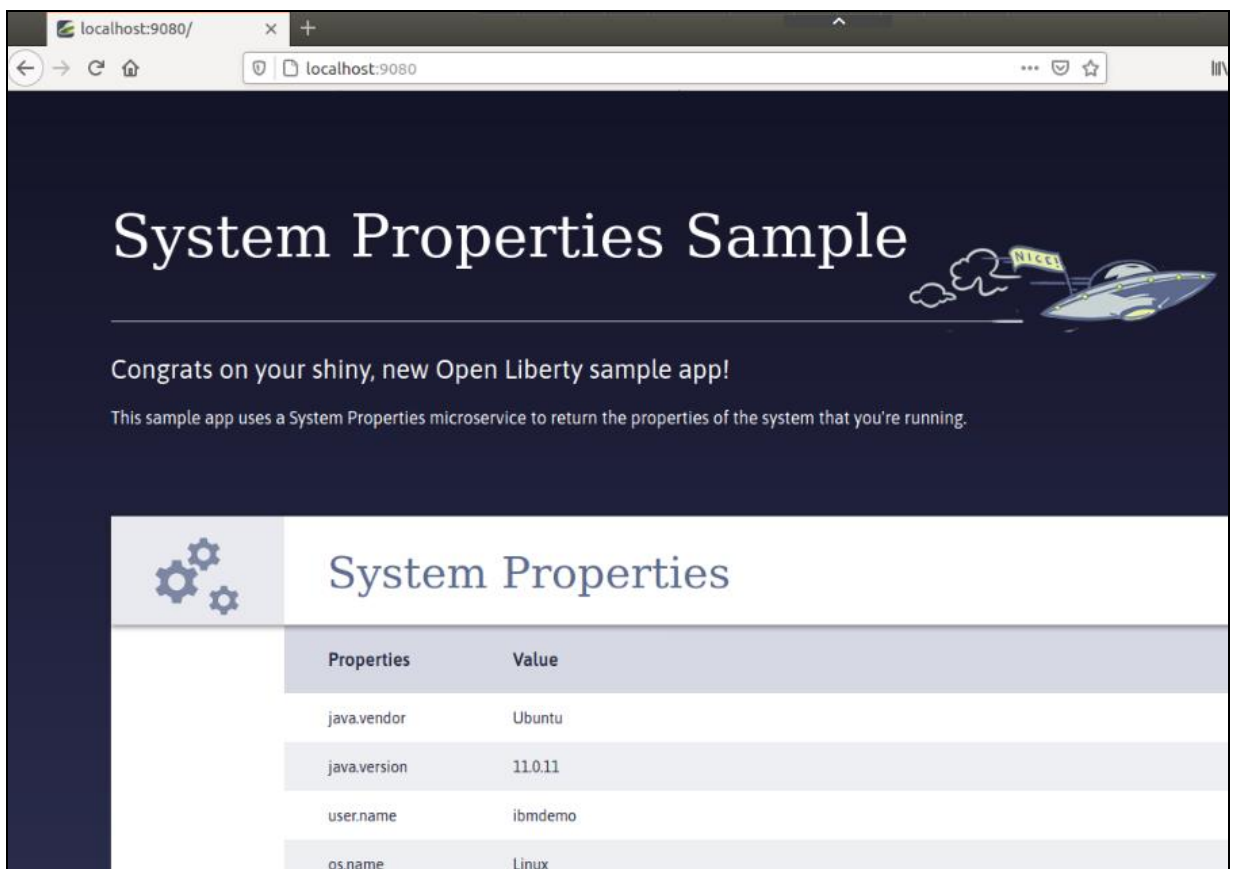 localhost:9080/
localhost:9080
System Properties Sample
NICE!
Congrats on your shiny, new Open Liberty sample app!
This sample app uses a System Properties microservice to return the properties of the system that you're running.
System Properties
Properties Value
java.vendor Ubuntu
java.version 11.0.11
user.name ibmdemo
os.name Linux